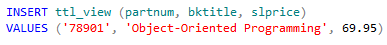 INSERT ttl_view (partnum, bktitle, slprice)
VALUES ('78901', 'Object-Oriented Programming', 69.95)